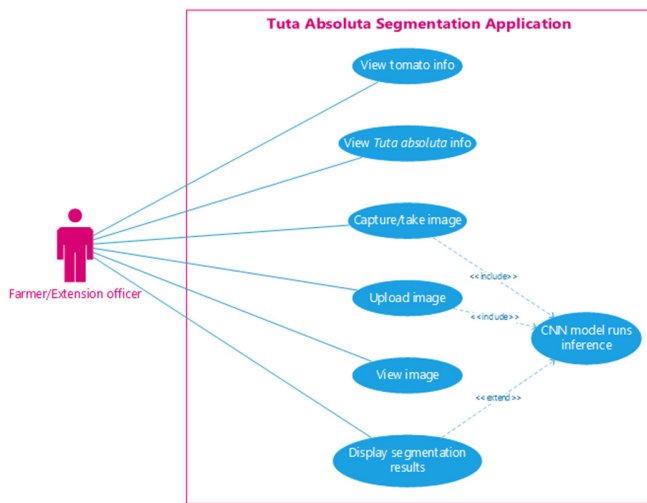 Tuta Absoluta Segmentation Application
View tomato info
View Tuta absoluta info
Capture/take image
<<include>>
Farmer/Extension officer
Upload image
<<include>>
CNN model runs
inference
View image
<<extend>>
Display segmentation
results